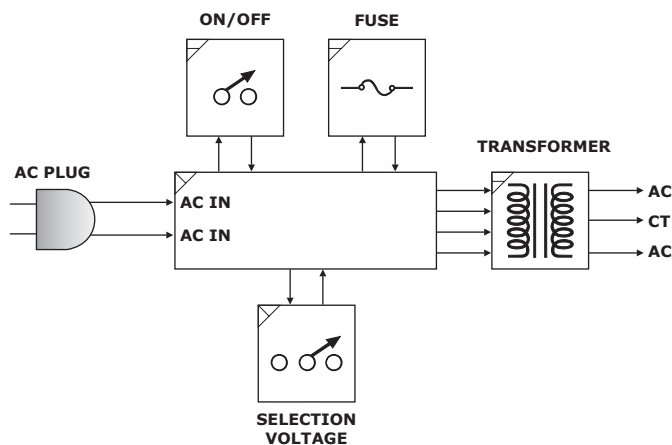 ON/OFF
FUSE
TRANSFORMER
AC PLUG
AC IN
AC
CT
AC IN
AC
SELECTION
VOLTAGE